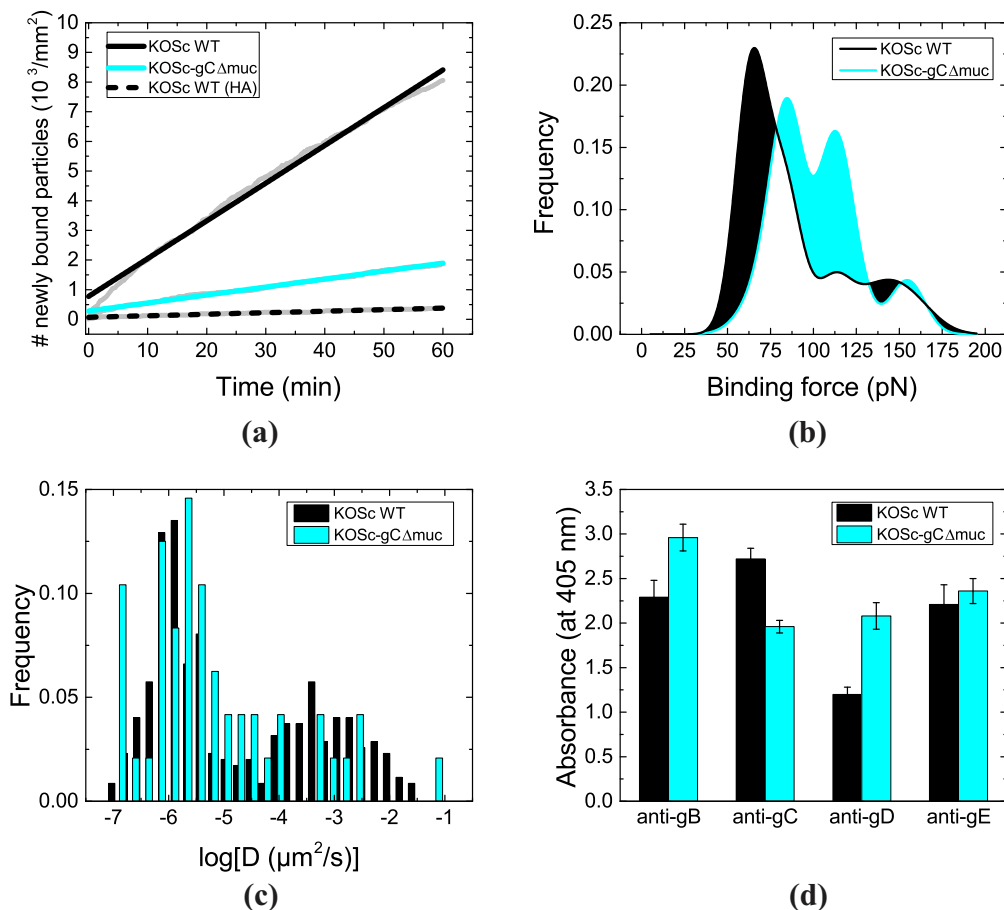 10
9
8
7
6
5
4
3
2
1
0
# newly bound particles (10³/mm²)
KOSc WT
KOSc-gCΔmuc
KOSc WT (HA)
0 10 20 30 40 50 60
Time (min)
(a)
0.25
0.20
0.15
0.10
0.05
0.00
Frequency
KOSc WT
KOSc-gCΔmuc
0 25 50 75 100 125 150 175 200
Binding force (pN)
(b)
0.15
0.10
0.05
0.00
Frequency
KOSc WT
KOSc-gCΔmuc
-7 -6 -5 -4 -3 -2 -1
log[D (µm²/s)]
(c)
3.5
3.0
2.5
2.0
1.5
1.0
0.5
0.0
Absorbance (at 405 nm)
KOSc WT
KOSc-gCΔmuc
anti-gB anti-gC anti-gD anti-gE
(d)